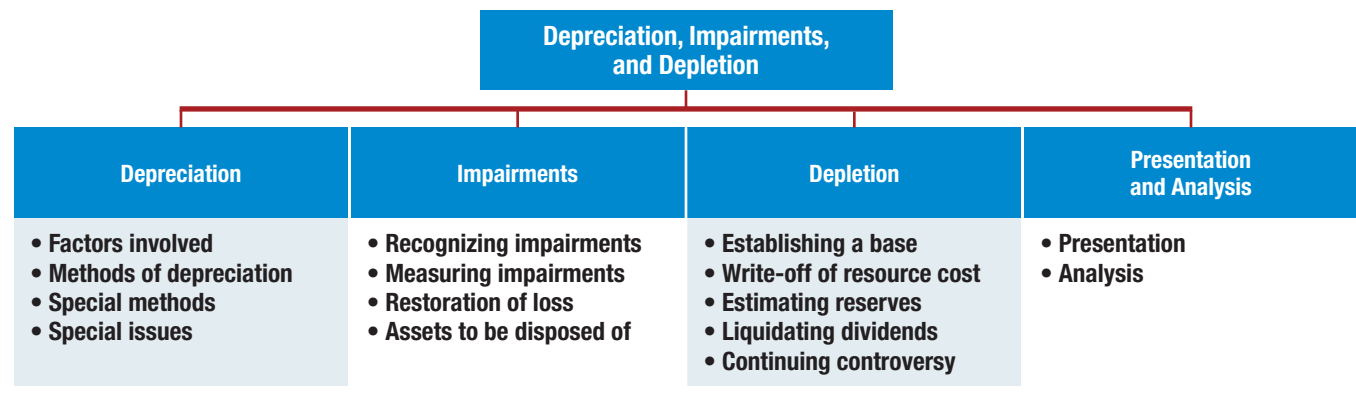 Depreciation, Impairments,
and Depletion
Depreciation
• Factors involved
• Methods of depreciation
• Special methods
• Special issues
Impairments
• Recognizing impairments
• Measuring impairments
• Restoration of loss
• Assets to be disposed of
Depletion
• Establishing a base
• Write-off of resource cost
• Estimating reserves
• Liquidating dividends
• Continuing controversy
Presentation
and Analysis
• Presentation
• Analysis